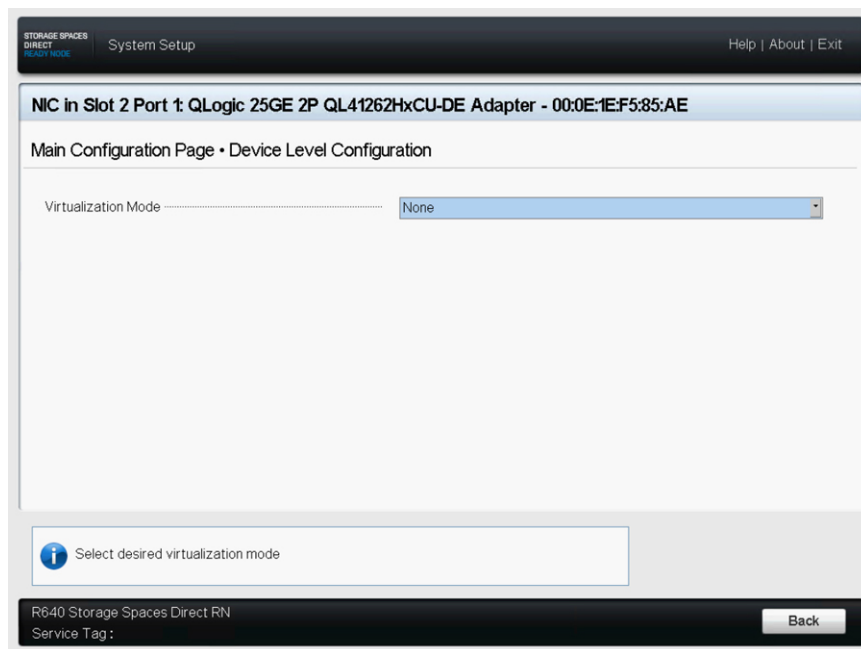 STORAGE SPACES
DIRECT
READY NODE
System Setup
Help | About | Exit
NIC in Slot 2 Port 1: QLogic 25GE 2P QL41262HxCU-DE Adapter - 00:0E:1E:F5:85:AE
Main Configuration Page • Device Level Configuration
Virtualization Mode
None
Select desired virtualization mode
R640 Storage Spaces Direct RN
Service Tag:
Back